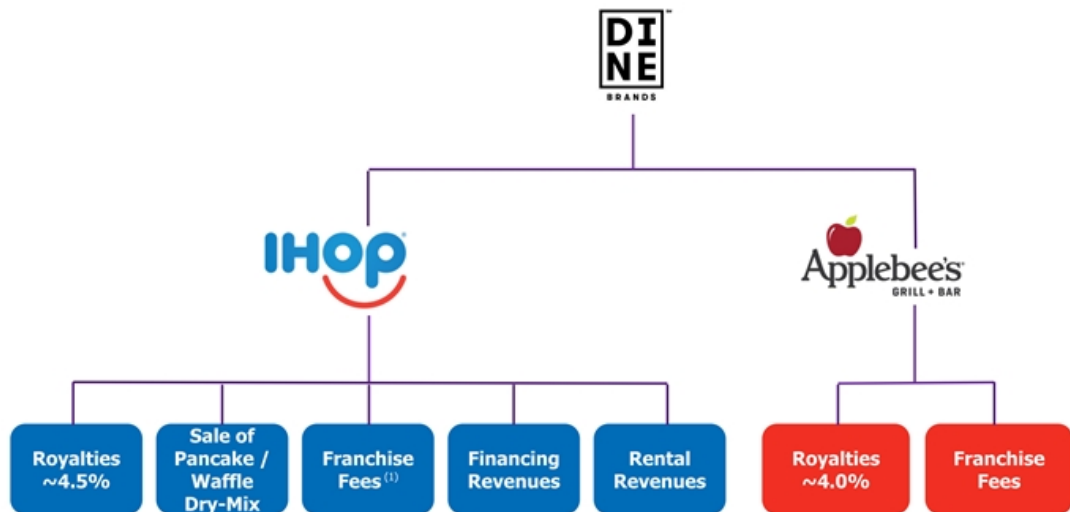 DI
NE
BRANDS
IHOP
Applebee's
GRILL + BAR
Royalties
~4.5%
Sale of
Pancake /
Waffle
Dry-Mix
Franchise
Fees (1)
Financing
Revenues
Rental
Revenues
Royalties
~4.0%
Franchise
Fees